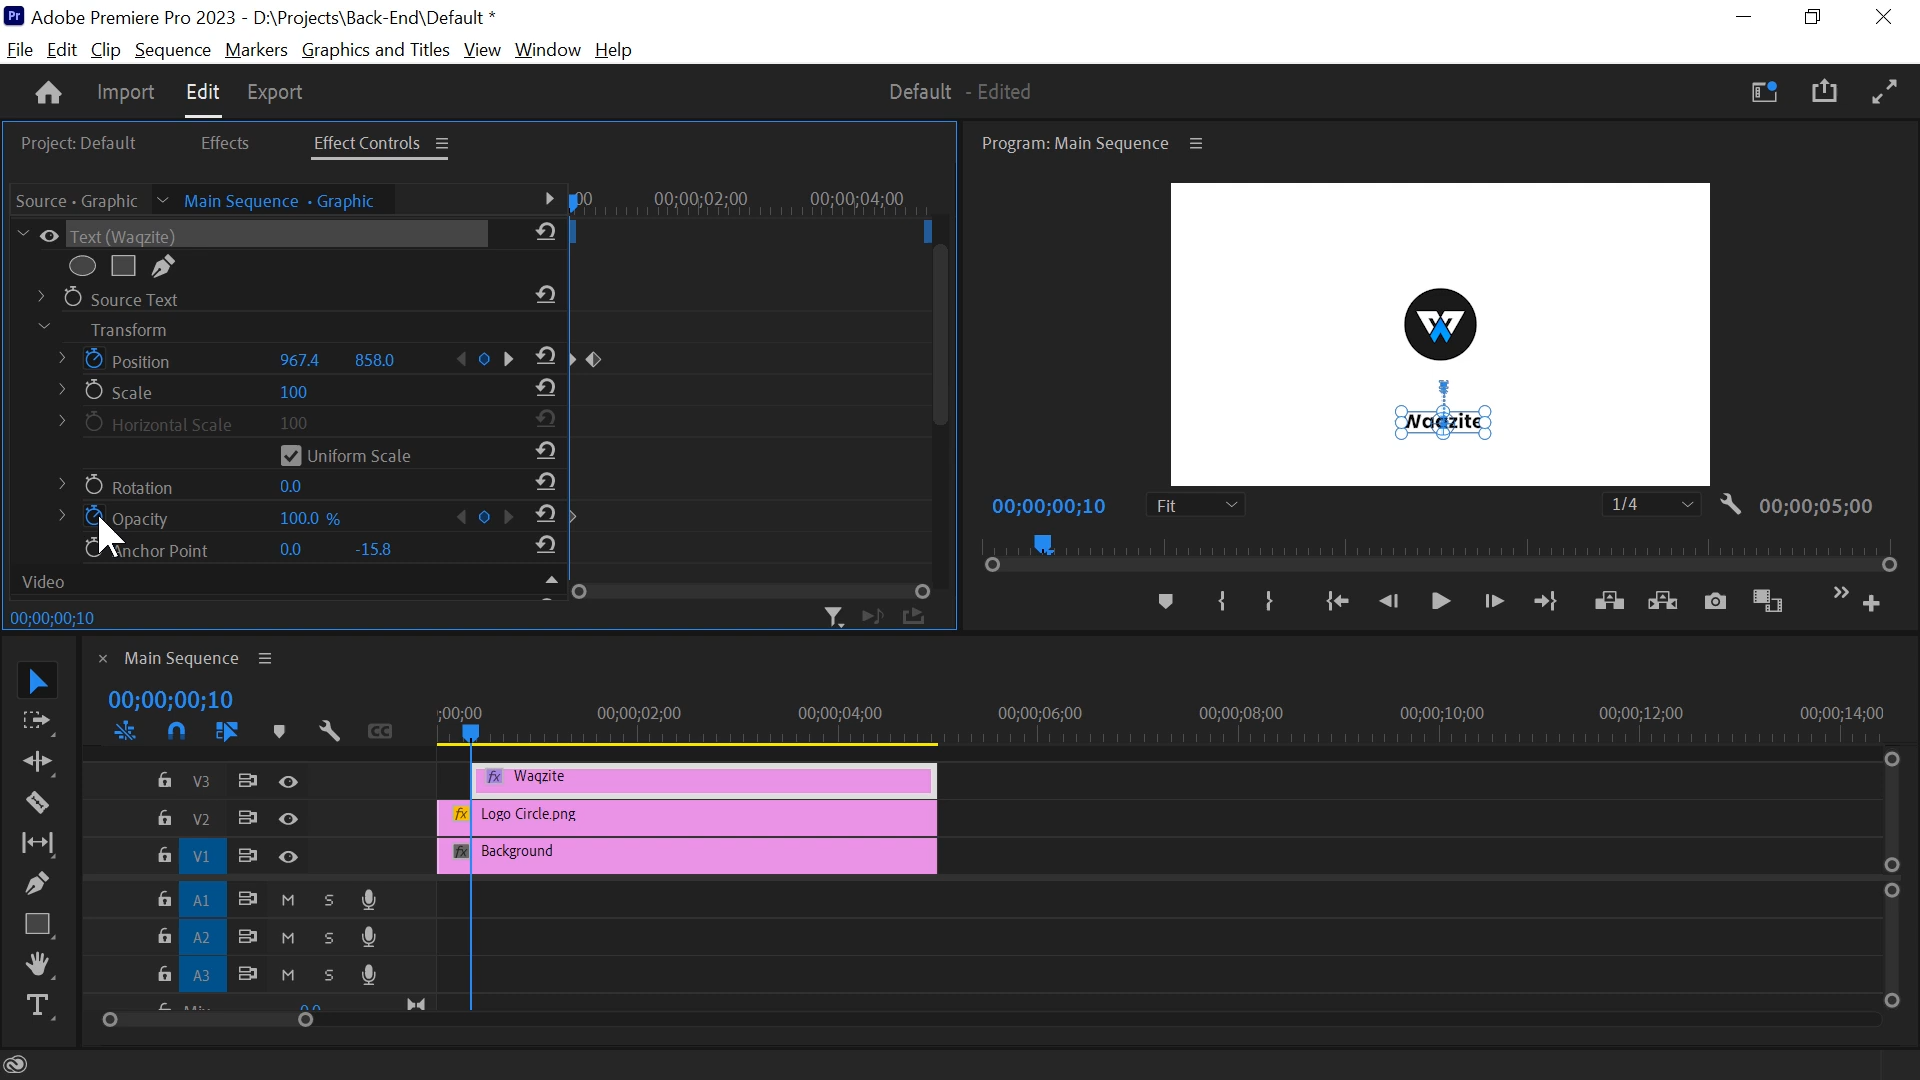 Adobe Premiere Pro 2023 - D:\Projects\Back-End\Default *
File Edit Clip Sequence Markers Graphics and Titles View Window Help
Import Edit Export
Default - Edited
Project: Default Effects Effect Controls
Program: Main Sequence
Source • Graphic Main Sequence • Graphic
00;00;02;00 00;00;04;00
Text (Waqzite)
Source Text
Transform
Position 967.4 858.0
Scale 100
Horizontal Scale 100
Uniform Scale
Rotation 0.0
Opacity 100.0 %
Anchor Point 0.0 -15.8
Video
00;00;00;10
Waqzite
00;00;00;10 Fit 1/4 00;00;05;00
Main Sequence
00;00;00;10
;00;00 00;00;02;00 00;00;04;00 00;00;06;00 00;00;08;00 00;00;10;00 00;00;12;00 00;00;14;00
V3 Waqzite
V2 Logo Circle.png
V1 Background
A1 M S
A2 M S
A3 M S